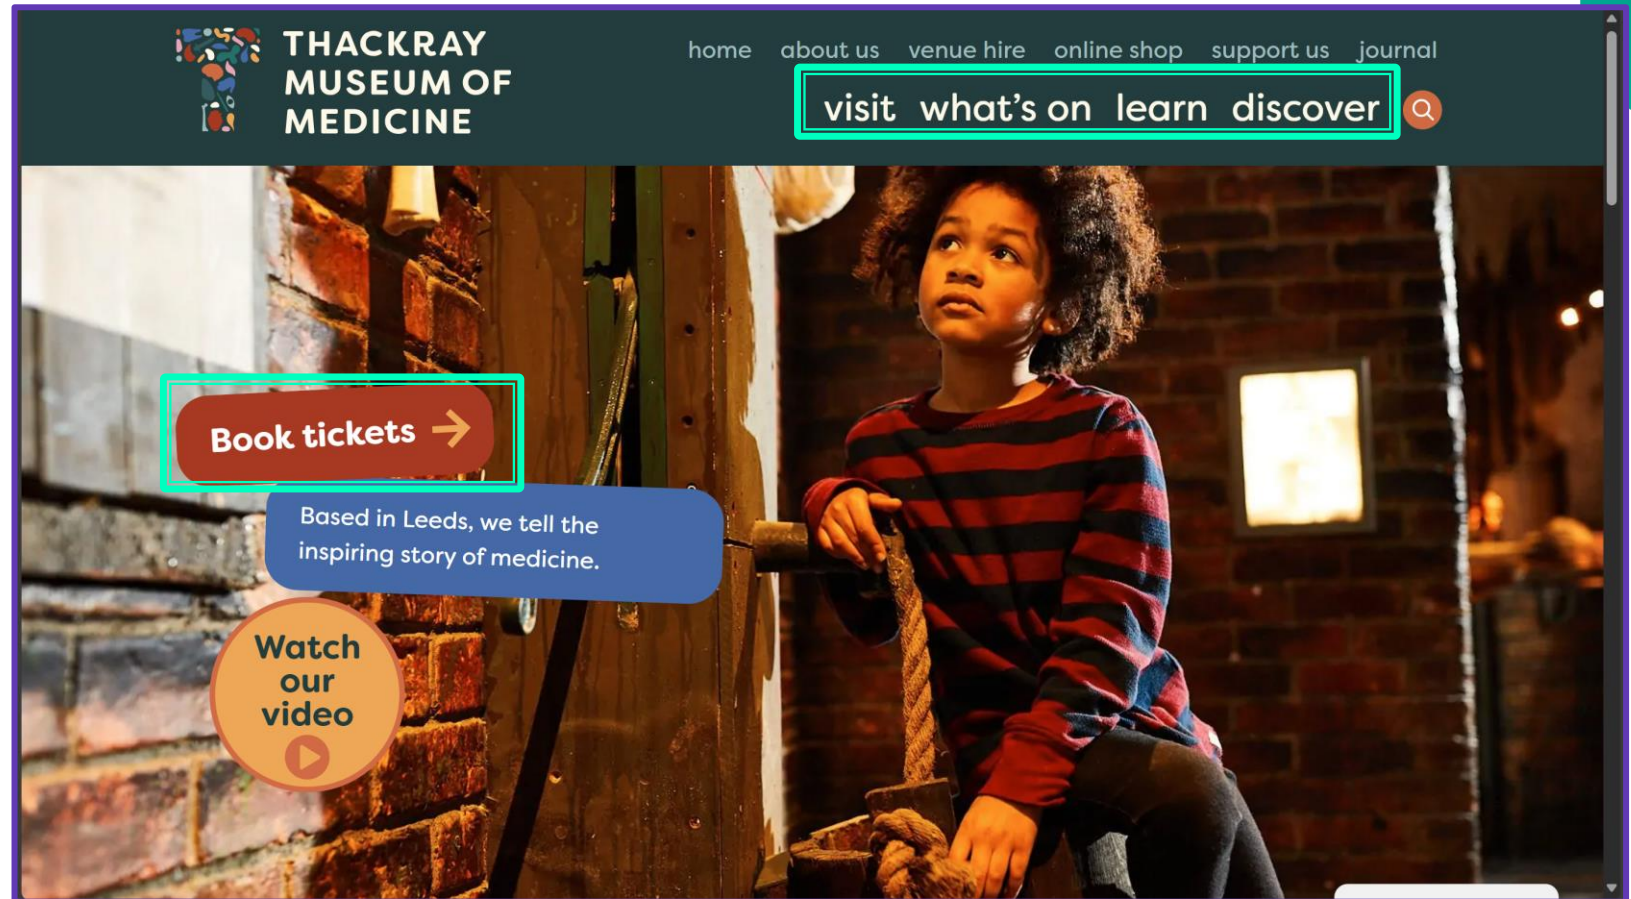 THACKRAY
MUSEUM OF
MEDICINE
home about us venue hire online shop support us journal
visit what's on learn discover
Book tickets
Based in Leeds, we tell the
inspiring story of medicine.
Watch
our
video